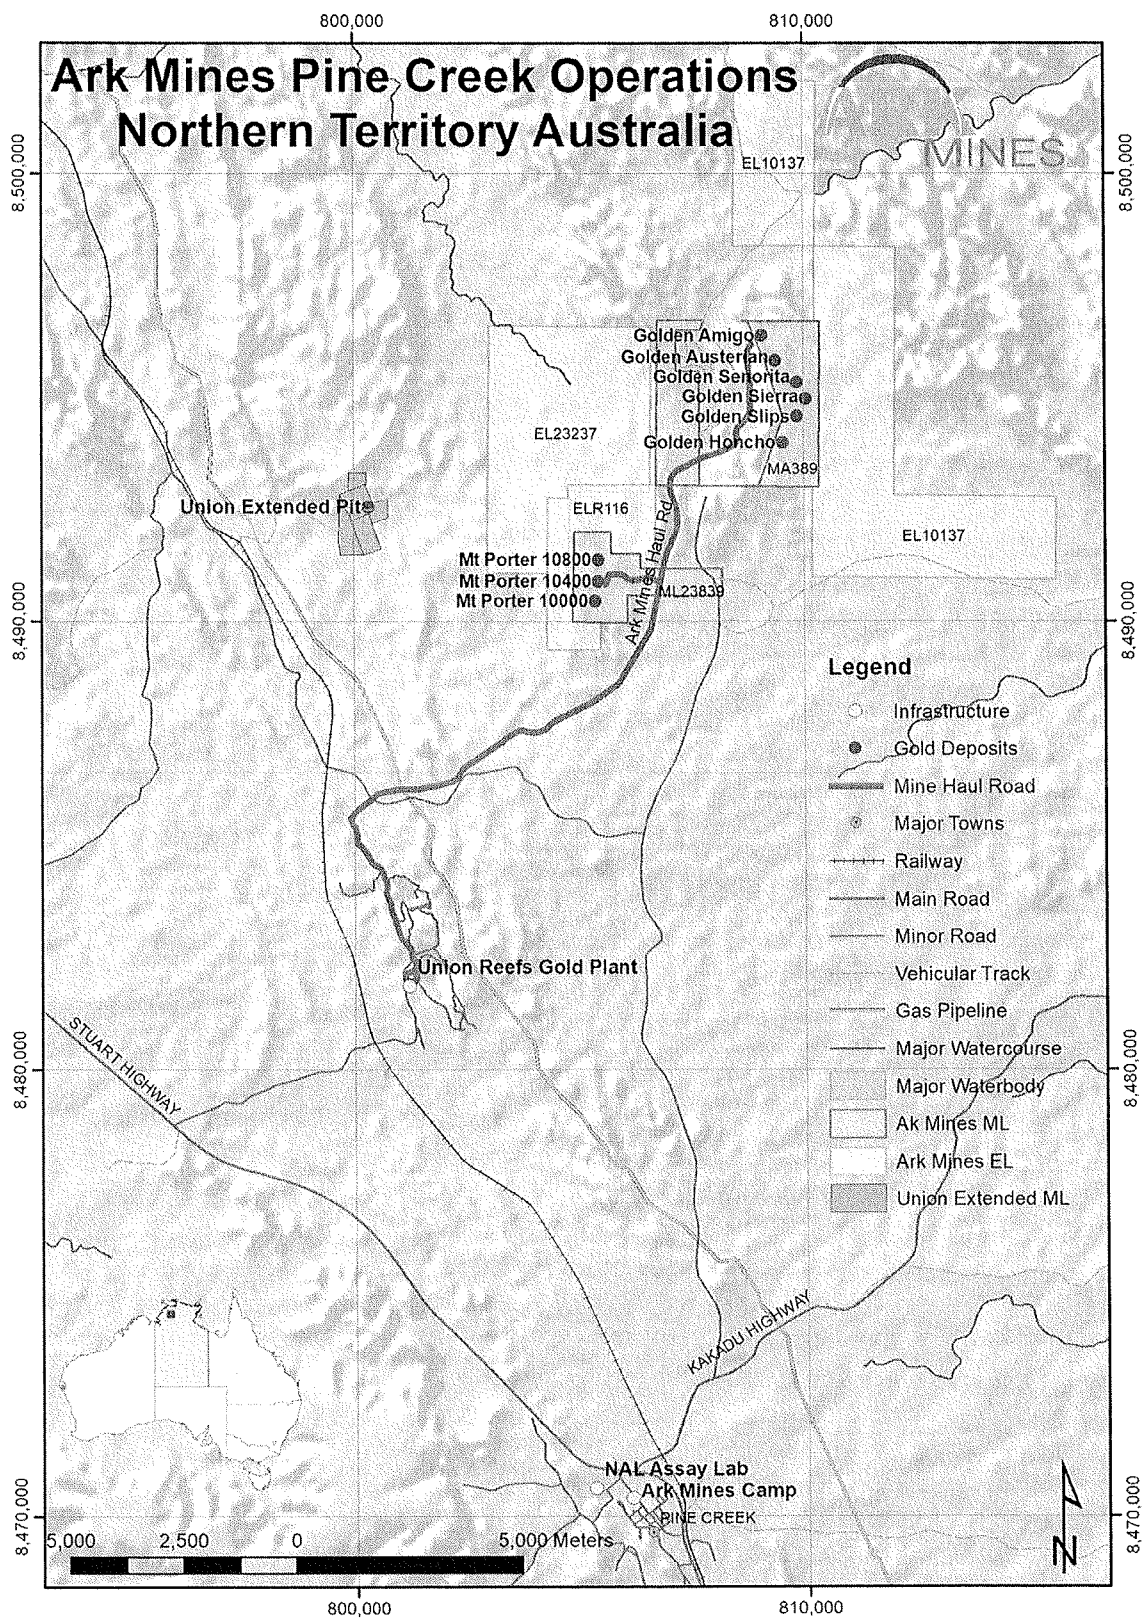 800,000
810,000
Ark Mines Pine Creek Operations
Northern Territory Australia
MINES
EL10137
8,500,000
8,500,000
Golden Amigo
Golden Austerian
Golden Senorita
Golden Sierra
Golden Slips
Golden Honcho
EL23237
MA389
Union Extended Pit
ELR116
EL10137
Mt Porter 10800
Mt Porter 10400
Mt Porter 10000
ML23839
Ark Mines Haul Rd
8,490,000
8,490,000
Legend
Infrastructure
Gold Deposits
Mine Haul Road
Major Towns
Railway
Main Road
Minor Road
Vehicular Track
Gas Pipeline
Major Watercourse
Major Waterbody
Ak Mines ML
Ark Mines EL
Union Extended ML
Union Reefs Gold Plant
STUART HIGHWAY
8,480,000
8,480,000
KAKADU HIGHWAY
NAL Assay Lab
Ark Mines Camp
PINE CREEK
8,470,000
8,470,000
5,000 2,500 0 5,000 Meters
N
800,000
810,000